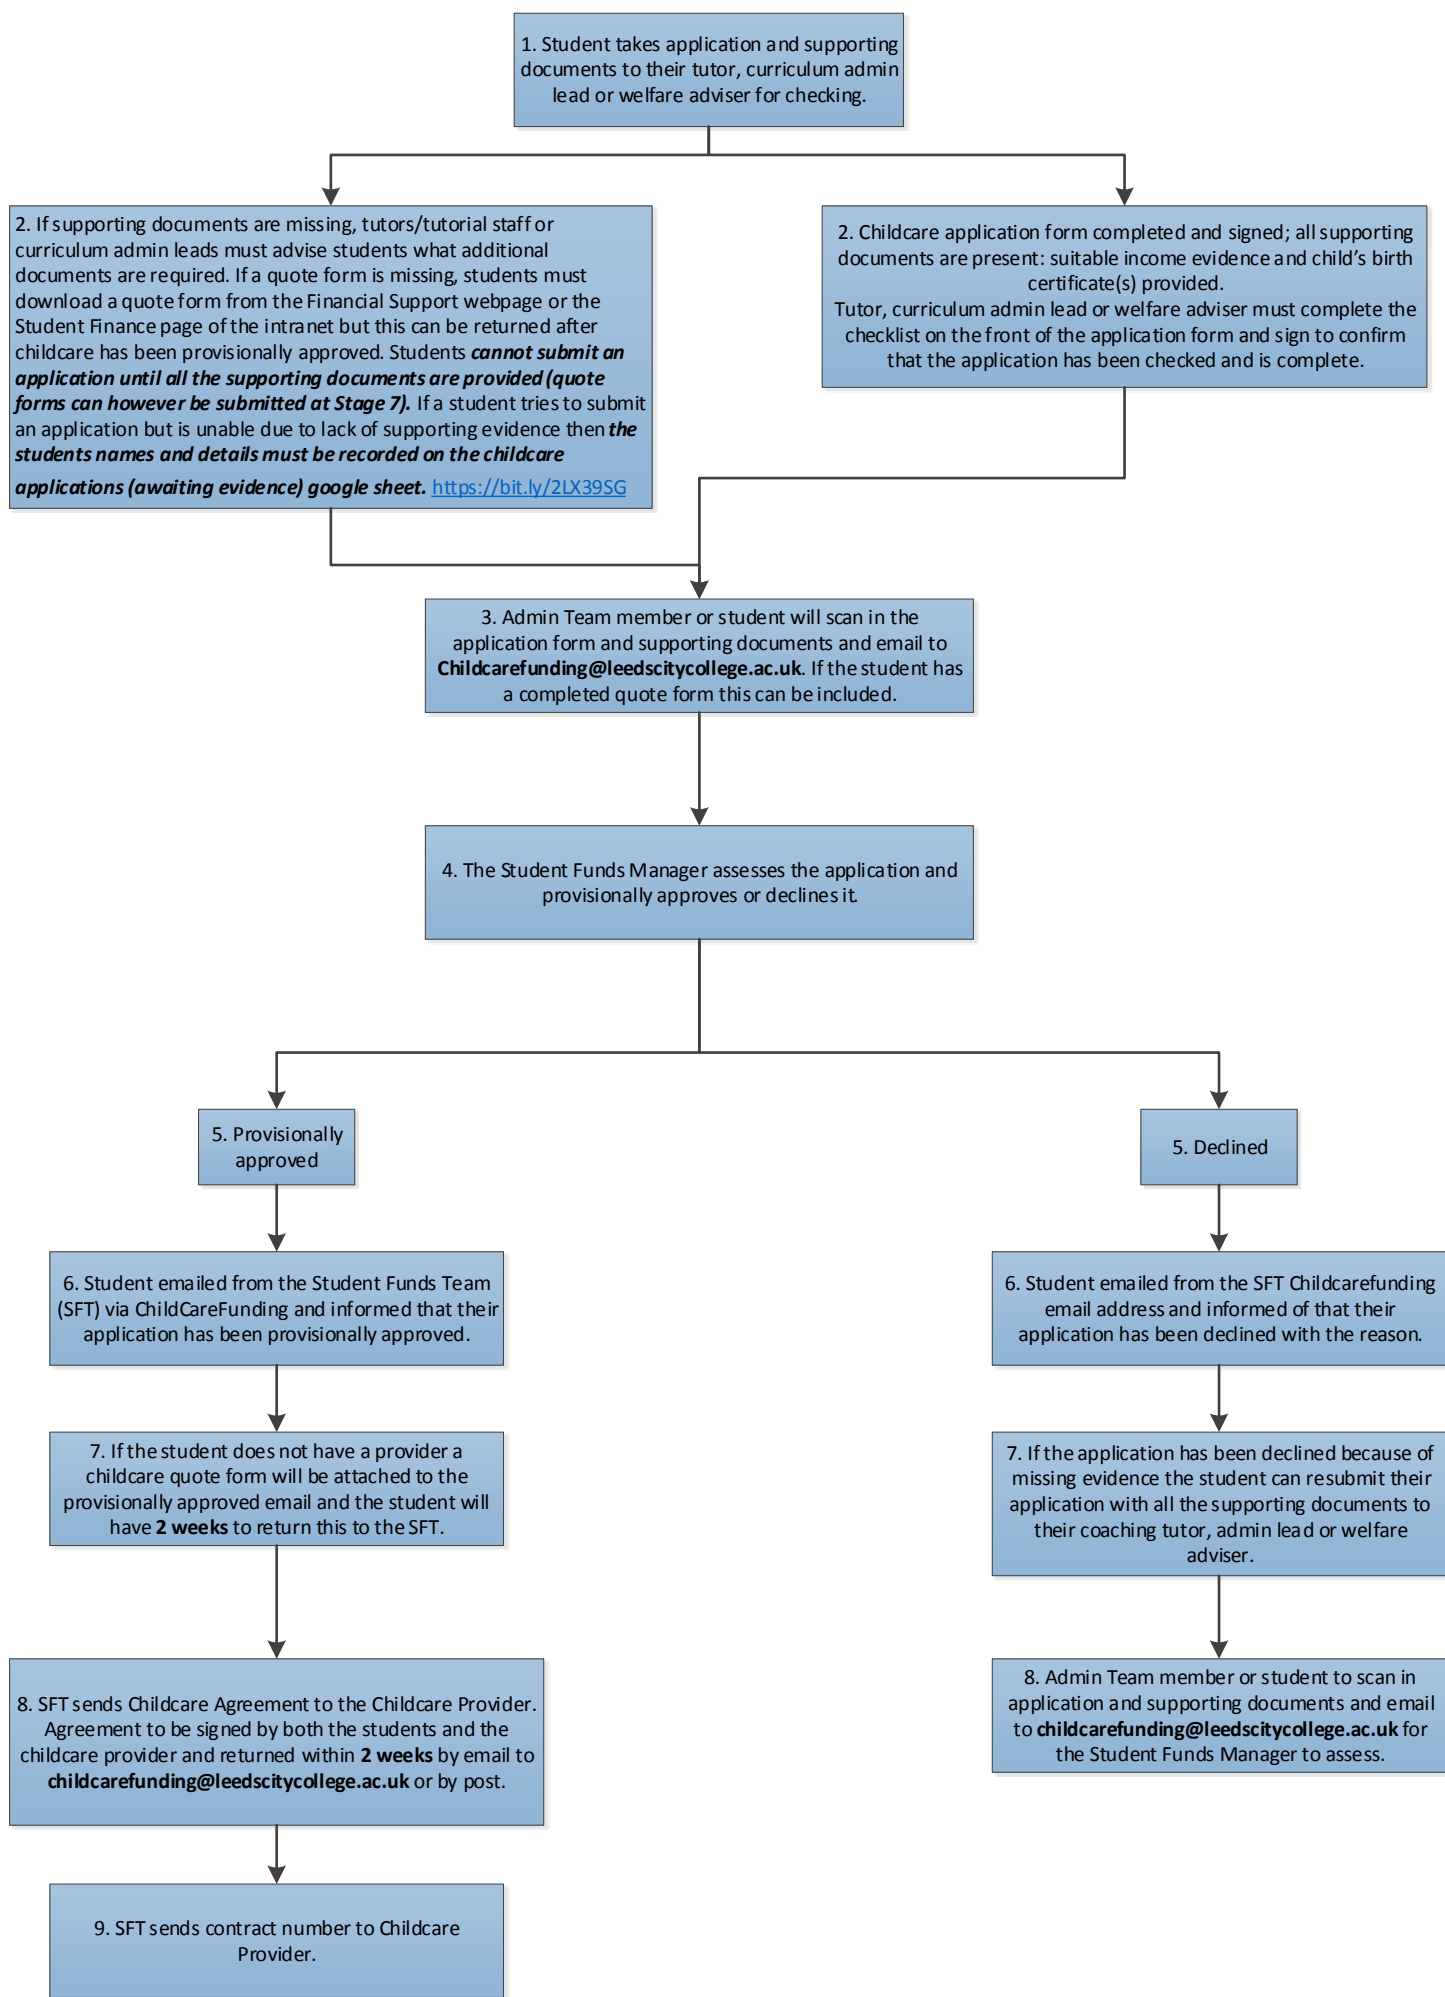 1. Student takes application and supporting
documents to their tutor, curriculum admin
lead or welfare adviser for checking.
2. If supporting documents are missing, tutors/tutorial staff or
curriculum admin leads must advise students what additional
documents are required. If a quote form is missing, students must
download a quote form from the Financial Support webpage or the
Student Finance page of the intranet but this can be returned after
childcare has been provisionally approved. Students cannot submit an
application until all the supporting documents are provided (quote
forms can however be submitted at Stage 7). If a student tries to submit
an application but is unable due to lack of supporting evidence then the
students names and details must be recorded on the childcare
applications (awaiting evidence) google sheet. https://bit.ly/2LX39SG
2. Childcare application form completed and signed; all supporting
documents are present: suitable income evidence and child's birth
certificate(s) provided.
Tutor, curriculum admin lead or welfare adviser must complete the
checklist on the front of the application form and sign to confirm
that the application has been checked and is complete.
3. Admin Team member or student will scan in the
application form and supporting documents and email to
Childcarefunding@leedscitycollege.ac.uk. If the student has
a completed quote form this can be included.
4. The Student Funds Manager assesses the application and
provisionally approves or declines it.
5. Provisionally
approved
5. Declined
6. Student emailed from the Student Funds Team
(SFT) via ChildCareFunding and informed that their
application has been provisionally approved.
6. Student emailed from the SFT Childcarefunding
email address and informed of that their
application has been declined with the reason.
7. If the student does not have a provider a
childcare quote form will be attached to the
provisionally approved email and the student will
have 2 weeks to return this to the SFT.
7. If the application has been declined because of
missing evidence the student can resubmit their
application with all the supporting documents to
their coaching tutor, admin lead or welfare
adviser.
8. SFT sends Childcare Agreement to the Childcare Provider.
Agreement to be signed by both the students and the
childcare provider and returned within 2 weeks by email to
childcarefunding@leedscitycollege.ac.uk or by post.
8. Admin Team member or student to scan in
application and supporting documents and email
to childcarefunding@leedscitycollege.ac.uk for
the Student Funds Manager to assess.
9. SFT sends contract number to Childcare
Provider.